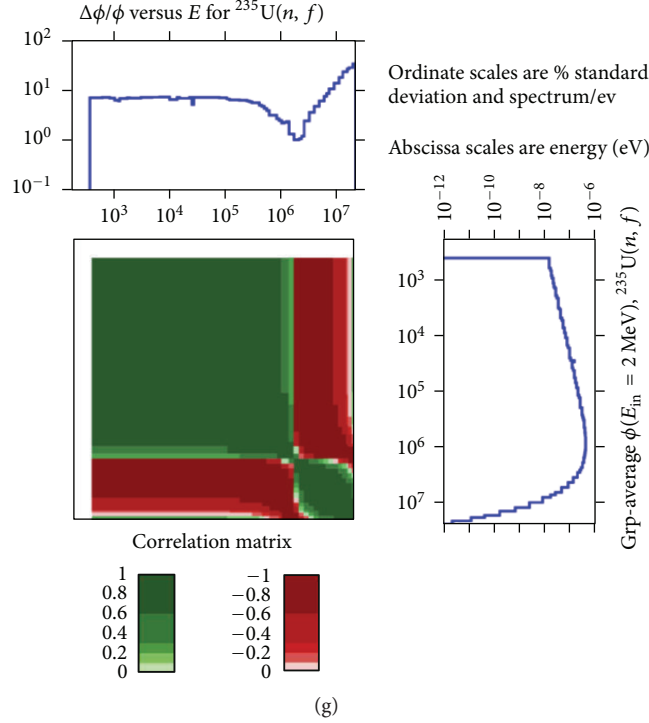 Δϕ/ϕ versus E for ²³⁵U(n, f)
10²
10¹
10⁰
10⁻¹
10³ 10⁴ 10⁵ 10⁶ 10⁷
Ordinate scales are % standard
deviation and spectrum/ev
Abscissa scales are energy (eV)
10⁻¹² 10⁻¹⁰ 10⁻⁸ 10⁻⁶
10³
10⁴
10⁵
10⁶
10⁷
Grp-average ϕ(E_in = 2 MeV), ²³⁵U(n, f)
Correlation matrix
1
0.8
0.6
0.4
0.2
0
−1
−0.8
−0.6
−0.4
−0.2
0
(g)